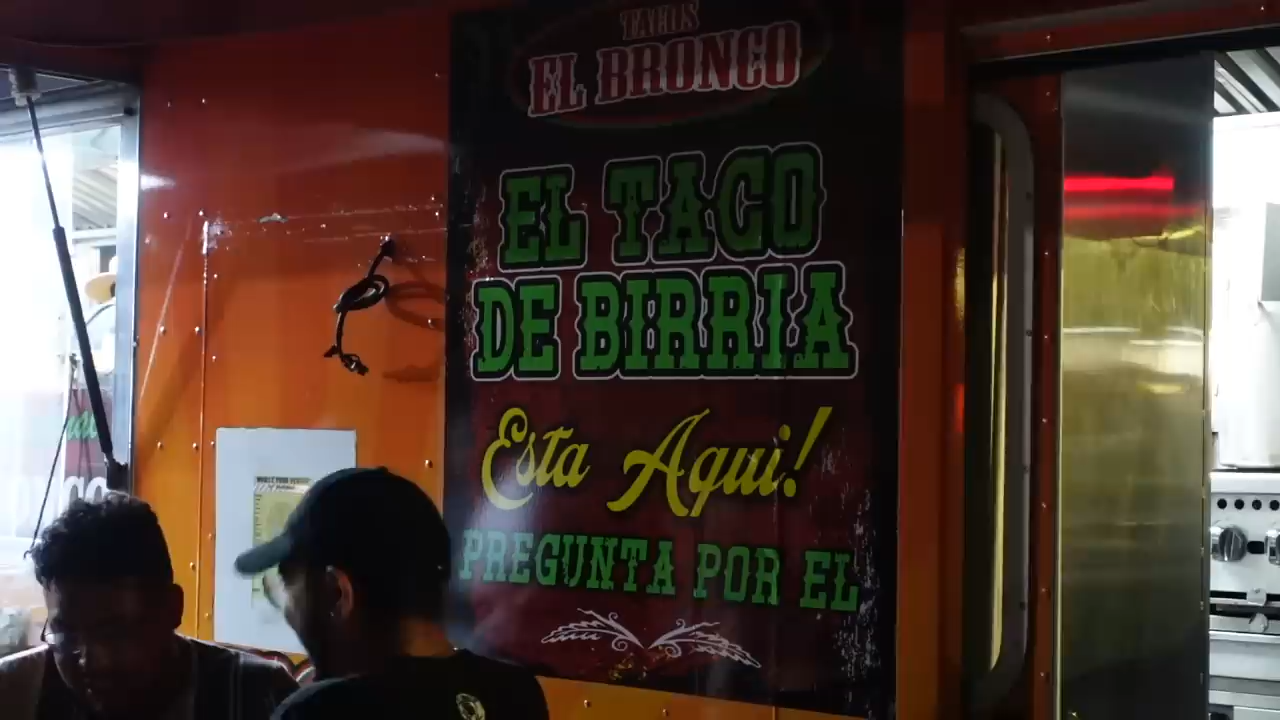 TACOS
EL BRONCO
EL TACO
DE BIRRIA
Esta Aqui!
PREGUNTA POR EL